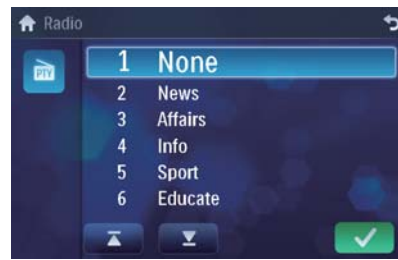 Radio
PTY
1 None
2 News
3 Affairs
4 Info
5 Sport
6 Educate